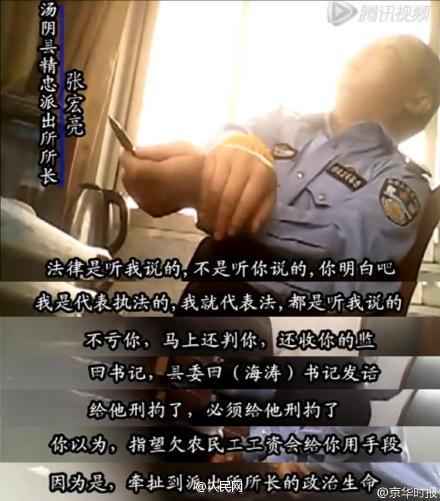 腾讯视频
汤阴县精忠派出所所长
张宏亮
法律是听我说的,不是听你说的,你明白吧
我是代表执法的,我就代表法,都是听我说的
不亏你，马上还判你，还收你的监
曰书记，县委曰（海涛）书记发话
给他刑拘了，必须给他刑拘了
你以为，指望欠农民工工资会给你用手段
因为是，牵扯到派出所所长的政治生命
@人民网
@京华时报